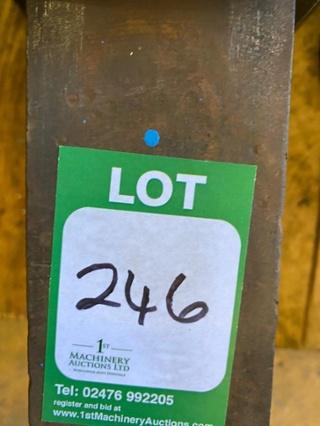 LOT
246
1ST
MACHINERY
AUCTIONS LTD
Tel: 02476 992205
register and bid at
www.1stMachineryAuctions.com